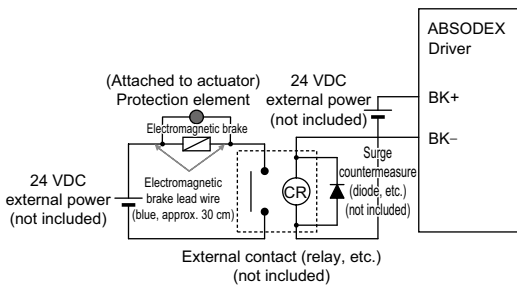 ABSODEX
Driver
(Attached to actuator)
Protection element
24 VDC
external power
(not included)
BK+
Electromagnetic brake
BK−
24 VDC
external power
(not included)
Electromagnetic
brake lead wire
(blue, approx. 30 cm)
CR
Surge
countermeasure
(diode, etc.)
(not included)
External contact (relay, etc.)
(not included)